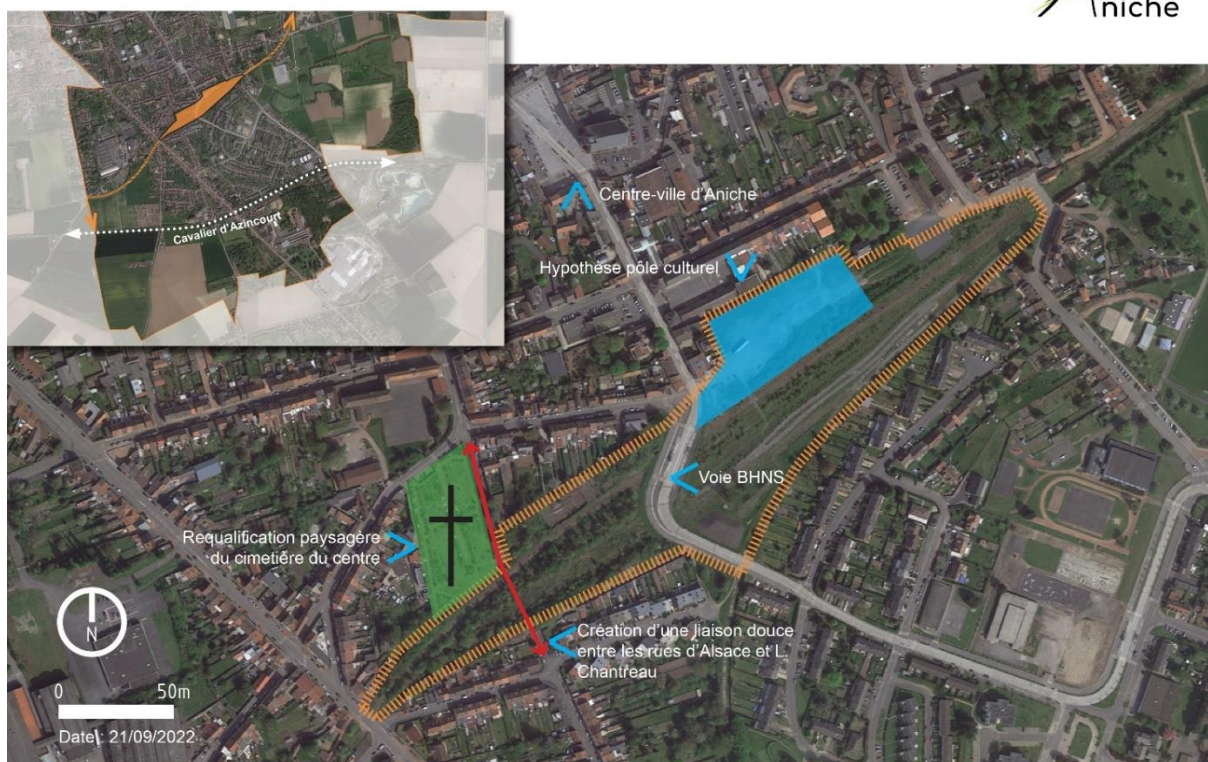 niche
Cavalier d'Azincourt
Centre-ville d'Aniche
Hypothèse pôle culturel
Voie BHNS
Requalification paysagère
du cimetière du centre
Création d'une liaison douce
entre les rues d'Alsace et L.
Chantreau
N
0 50m
Date\: 21/09/2022